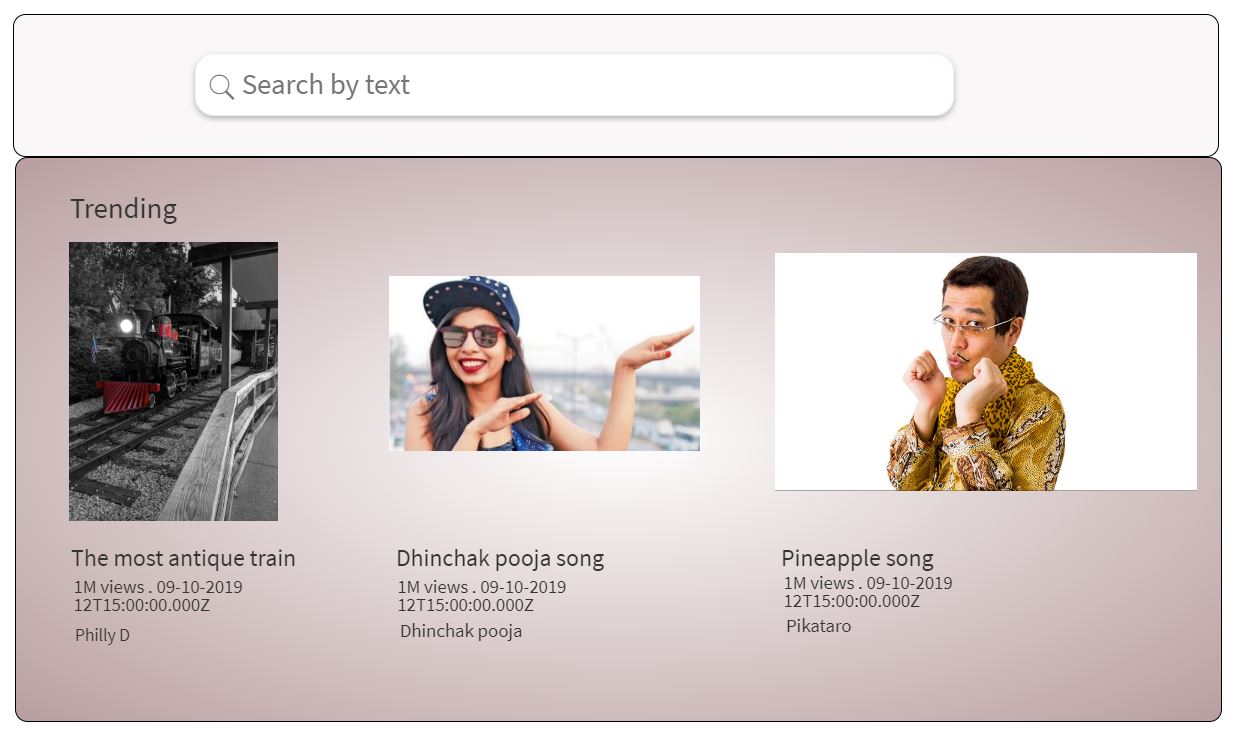 Search by text
Trending
The most antique train
1M views . 09-10-2019
12T15:00:00.000Z
Philly D
Dhinchak pooja song
1M views . 09-10-2019
12T15:00:00.000Z
Dhinchak pooja
Pineapple song
1M views . 09-10-2019
12T15:00:00.000Z
Pikataro